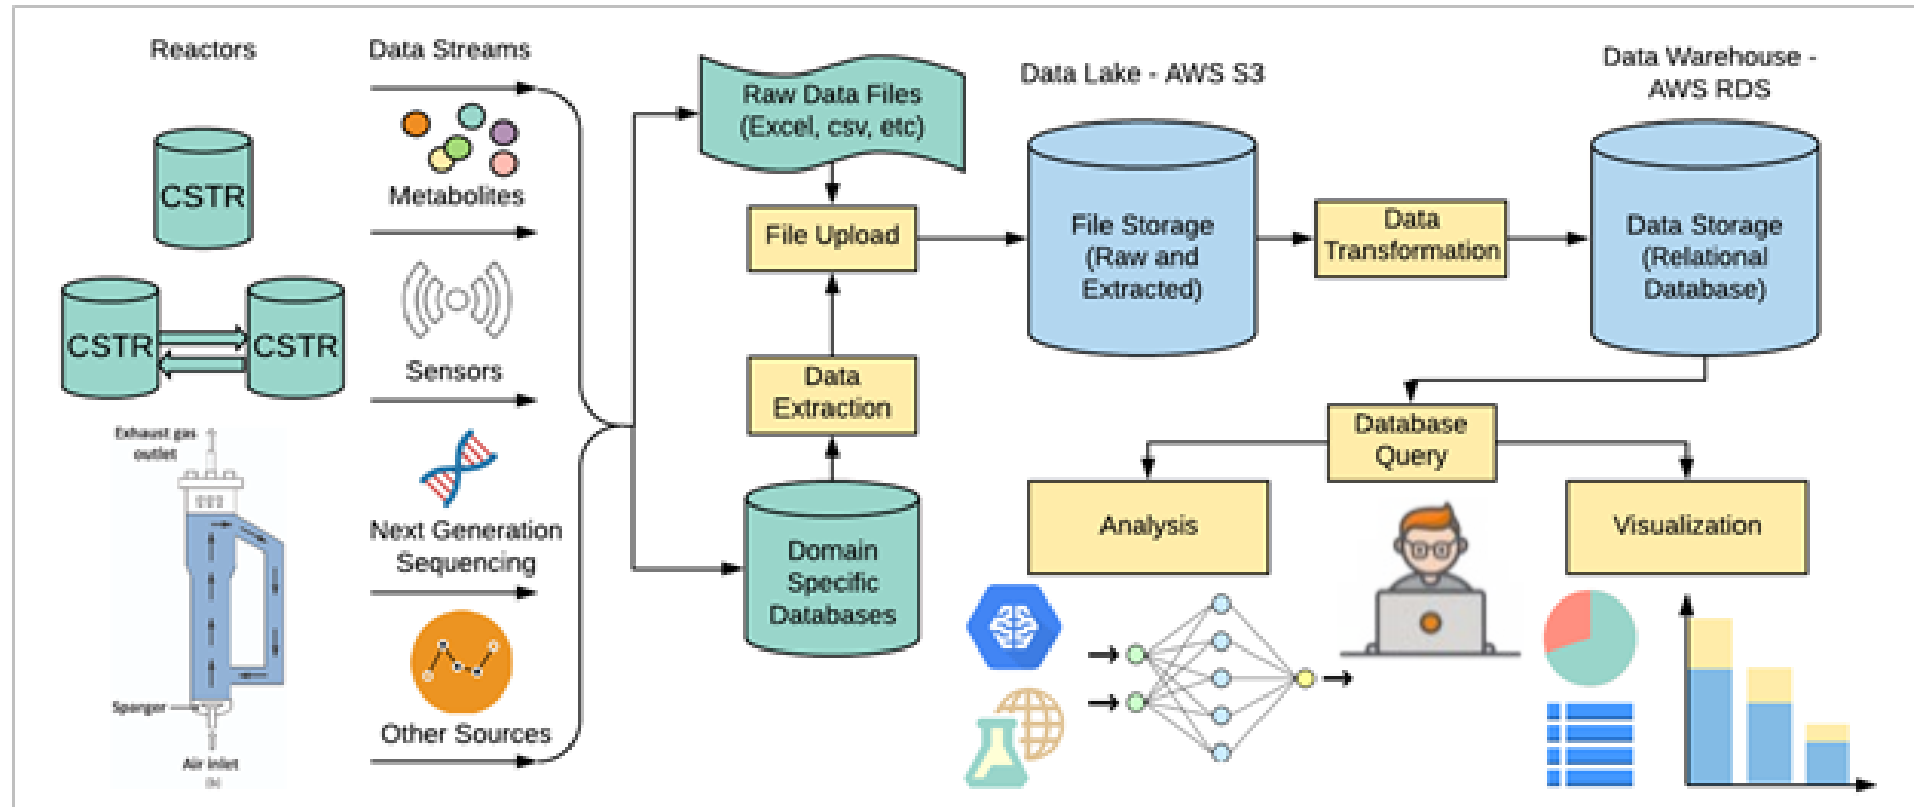 Reactors
CSTR
CSTR
CSTR
Exhaust gas
outlet
Sparger
Air inlet
(b)
Data Streams
Metabolites
Sensors
Next Generation
Sequencing
Other Sources
Raw Data Files
(Excel, csv, etc)
File Upload
Data
Extraction
Domain
Specific
Databases
Data Lake - AWS S3
File Storage
(Raw and
Extracted)
Data
Transformation
Data Warehouse -
AWS RDS
Data Storage
(Relational
Database)
Database
Query
Analysis
Visualization